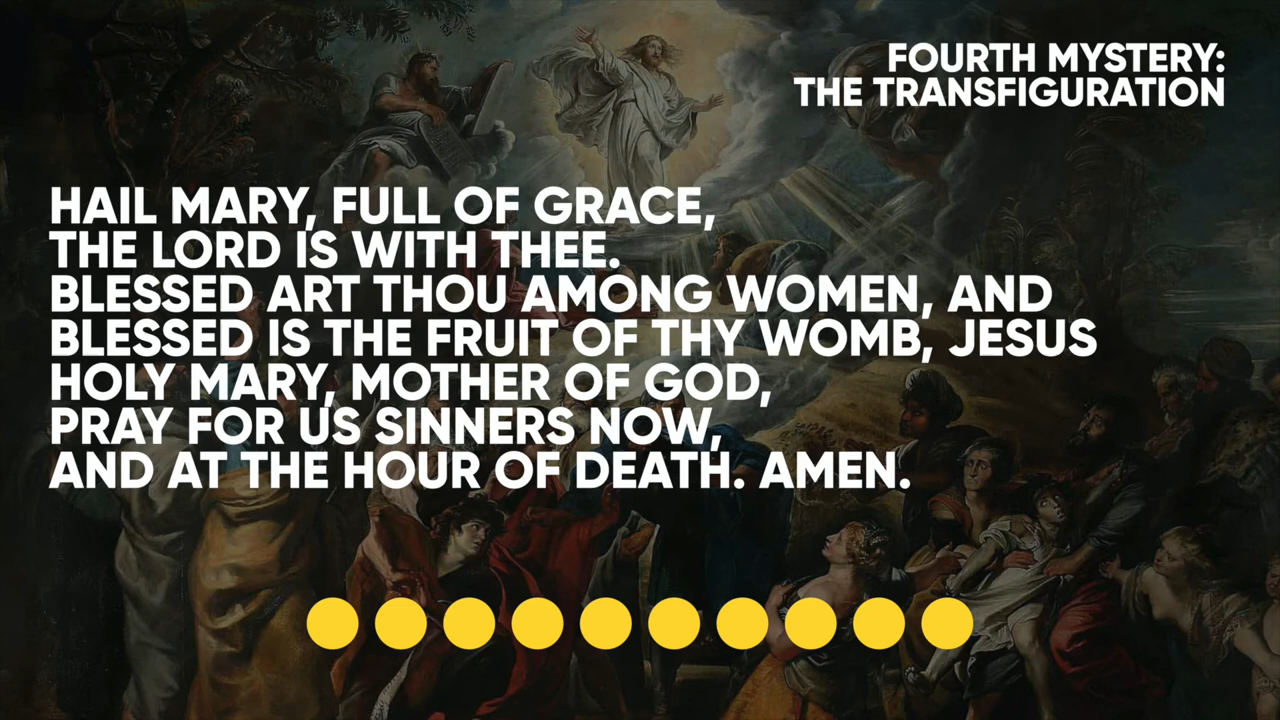 FOURTH MYSTERY:
THE TRANSFIGURATION
HAIL MARY, FULL OF GRACE,
THE LORD IS WITH THEE.
BLESSED ART THOU AMONG WOMEN, AND
BLESSED IS THE FRUIT OF THY WOMB, JESUS
HOLY MARY, MOTHER OF GOD,
PRAY FOR US SINNERS NOW,
AND AT THE HOUR OF DEATH. AMEN.